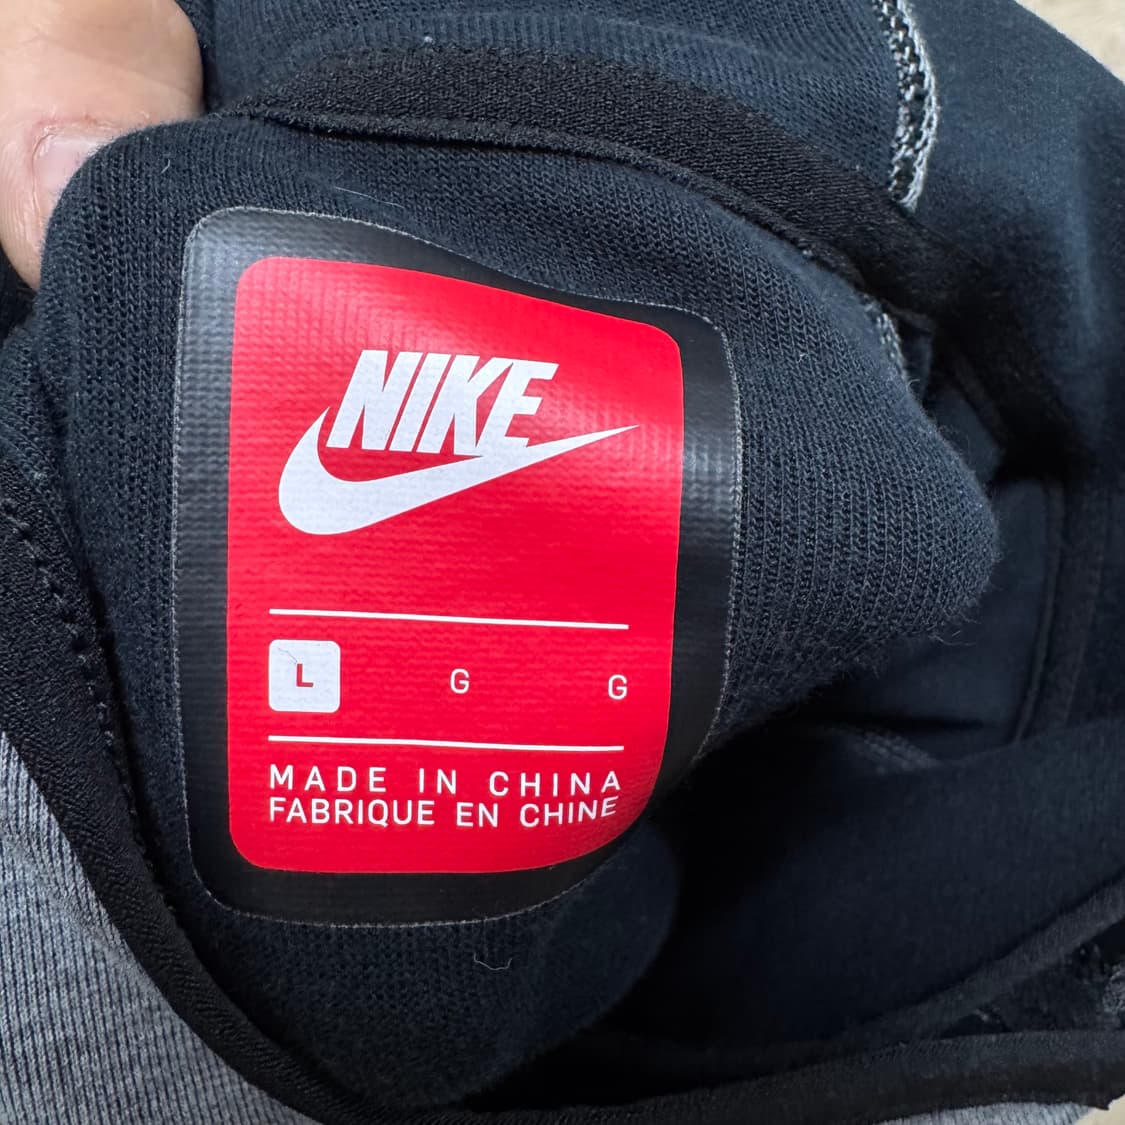 NIKE
L G G
MADE IN CHINA
FABRIQUE EN CHINE